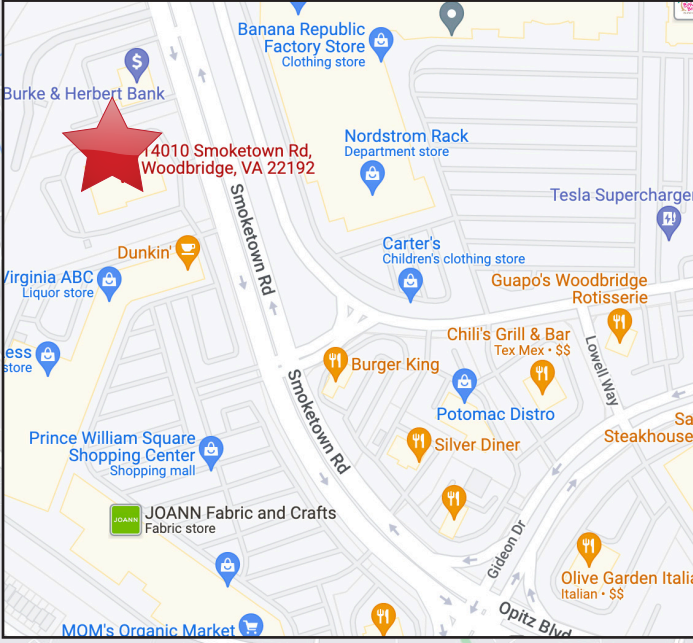 Banana Republic
Factory Store
Clothing store
$
Burke & Herbert Bank
14010 Smoketown Rd,
Woodbridge, VA 22192
Nordstrom Rack
Department store
Tesla Supercharger
Smoketown Rd
Dunkin'
Carter's
Children's clothing store
Virginia ABC
Liquor store
Guapo's Woodbridge
Rotisserie
Chili's Grill & Bar
Tex Mex • $$
Lowell Way
ess
store
Burger King
Smoketown Rd
Potomac Distro
Sa
Steakhouse
Silver Diner
Prince William Square
Shopping Center
Shopping mall
JOANN
JOANN Fabric and Crafts
Fabric store
Gideon Dr
Olive Garden Italia
Italian • $$
Opitz Blvd
MOM's Organic Market